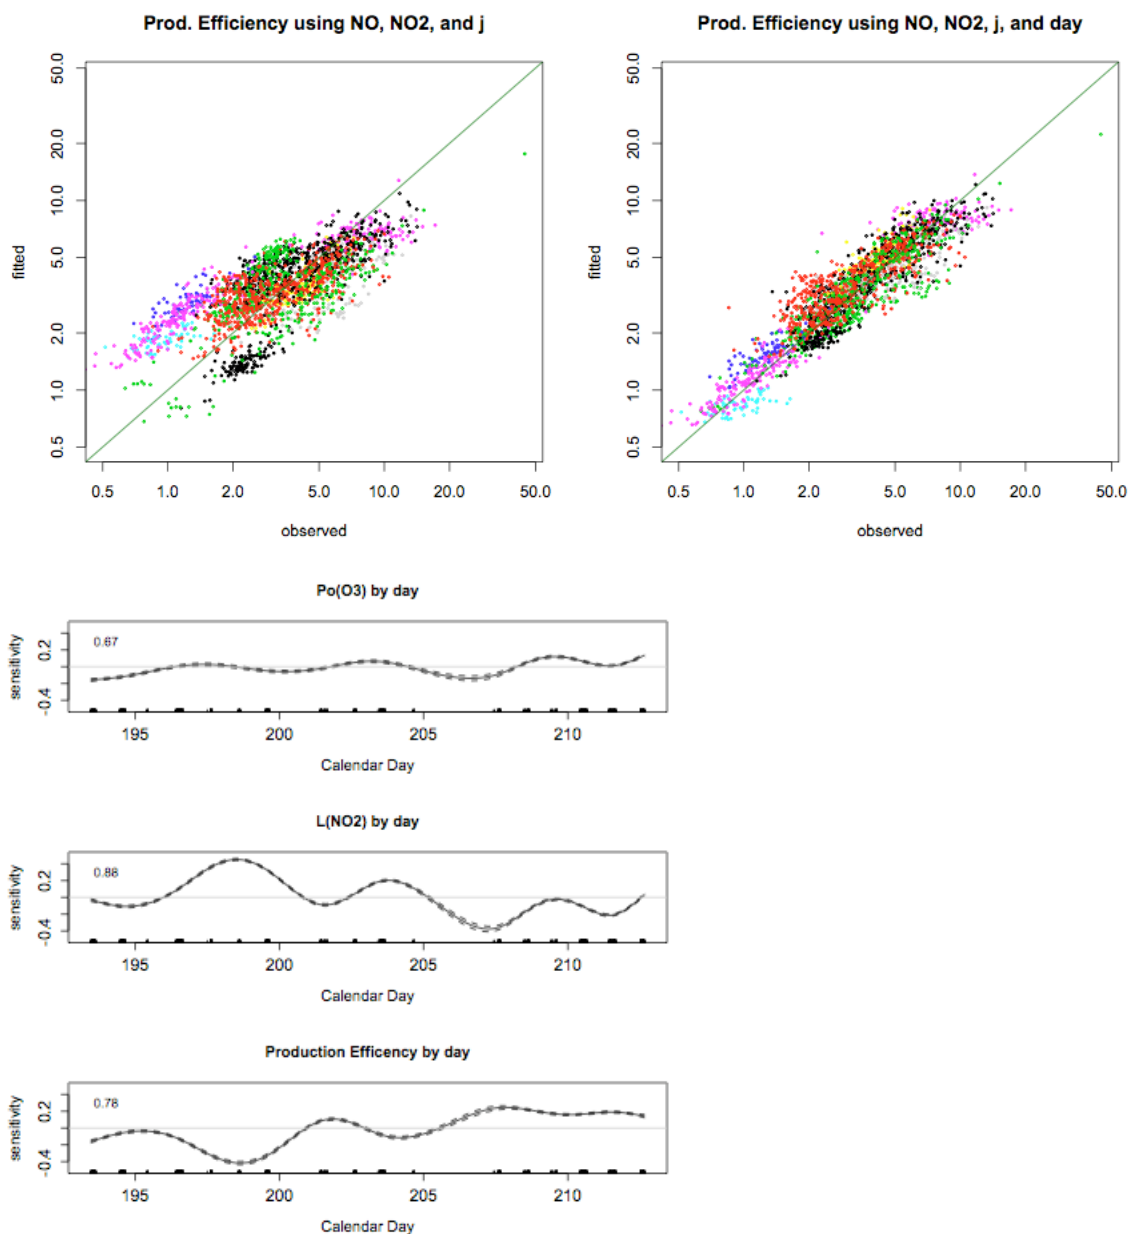 Prod. Efficiency using NO, NO2, and j
fitted
50.0
20.0
10.0
5.0
2.0
1.0
0.5
0.5 1.0 2.0 5.0 10.0 20.0 50.0
observed
Prod. Efficiency using NO, NO2, j, and day
fitted
50.0
20.0
10.0
5.0
2.0
1.0
0.5
0.5 1.0 2.0 5.0 10.0 20.0 50.0
observed
Po(O3) by day
sensitivity
0.2
-0.4
0.67
195 200 205 210
Calendar Day
L(NO2) by day
sensitivity
0.2
-0.4
0.88
195 200 205 210
Calendar Day
Production Efficency by day
sensitivity
0.2
-0.4
0.78
195 200 205 210
Calendar Day